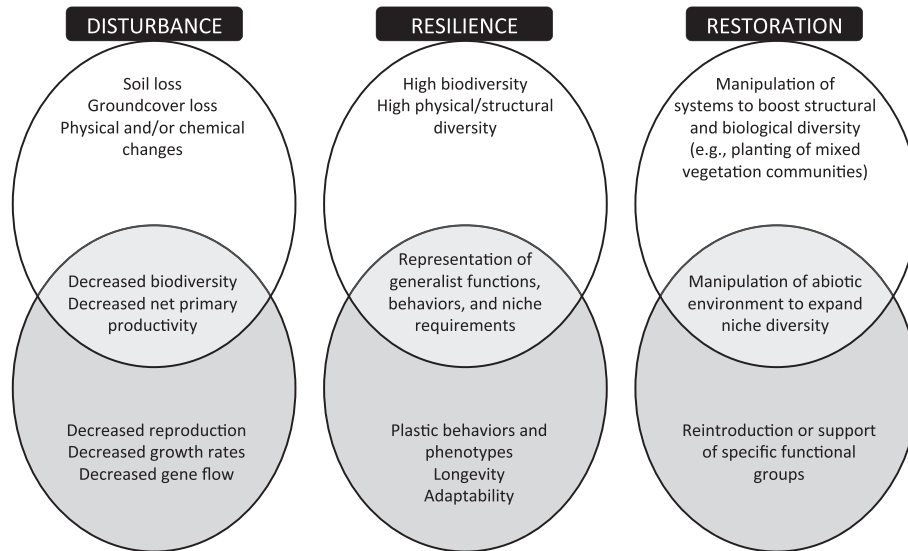 DISTURBANCE
Soil loss
Groundcover loss
Physical and/or chemical
changes
Decreased biodiversity
Decreased net primary
productivity
Decreased reproduction
Decreased growth rates
Decreased gene flow
RESILIENCE
High biodiversity
High physical/structural
diversity
Representation of
generalist functions,
behaviors, and niche
requirements
Plastic behaviors and
phenotypes
Longevity
Adaptability
RESTORATION
Manipulation of
systems to boost structural
and biological diversity
(e.g., planting of mixed
vegetation communities)
Manipulation of abiotic
environment to expand
niche diversity
Reintroduction or support
of specific functional
groups